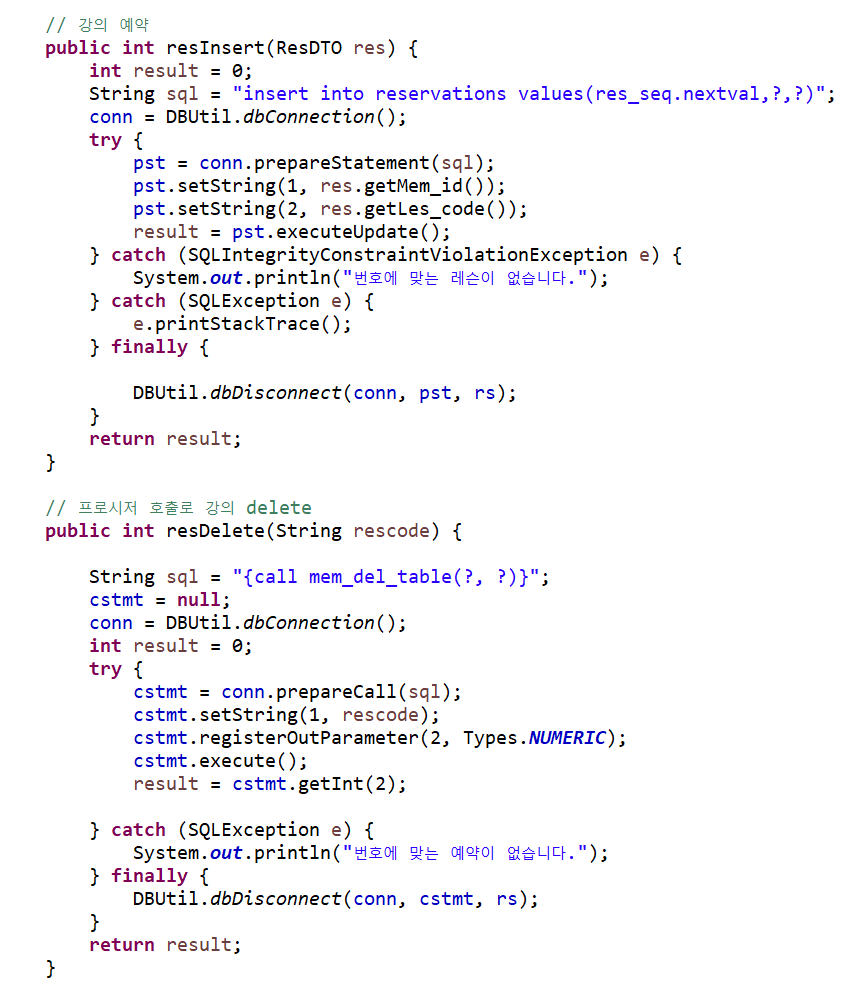 // 강의 예약
public int resInsert(ResDTO res) {
    int result = 0;
    String sql = "insert into reservations values(res_seq.nextval,?,?)";
    conn = DBUtil.dbConnection();
    try {
        pst = conn.prepareStatement(sql);
        pst.setString(1, res.getMem_id());
        pst.setString(2, res.getLes_code());
        result = pst.executeUpdate();
    } catch (SQLIntegrityConstraintViolationException e) {
        System.out.println("번호에 맞는 레슨이 없습니다.");
    } catch (SQLException e) {
        e.printStackTrace();
    } finally {

        DBUtil.dbDisconnect(conn, pst, rs);
    }
    return result;
}

// 프로시저 호출로 강의 delete
public int resDelete(String rescode) {

    String sql = "{call mem_del_table(?, ?)}";
    cstmt = null;
    conn = DBUtil.dbConnection();
    int result = 0;
    try {
        cstmt = conn.prepareCall(sql);
        cstmt.setString(1, rescode);
        cstmt.registerOutParameter(2, Types.NUMERIC);
        cstmt.execute();
        result = cstmt.getInt(2);

    } catch (SQLException e) {
        System.out.println("번호에 맞는 예약이 없습니다.");
    } finally {
        DBUtil.dbDisconnect(conn, cstmt, rs);
    }
    return result;
}